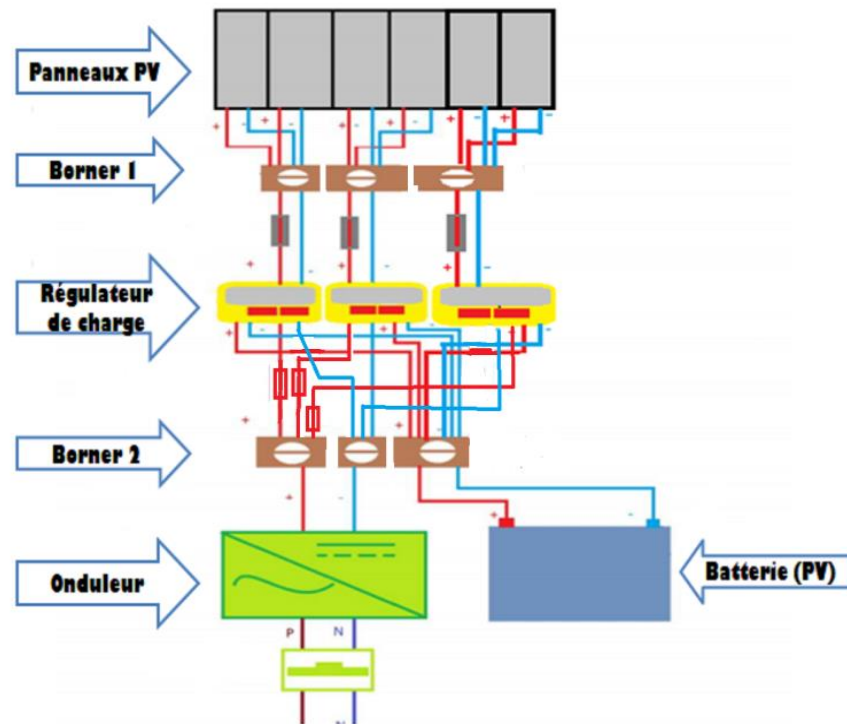 Panneaux PV
+ - + - + - + - + - + -
Borner 1
+ - + - + -
Régulateur
de charge
+ - + - + -
+ + +
Borner 2
+ -
+ -
Onduleur
Batterie (PV)
P N
N